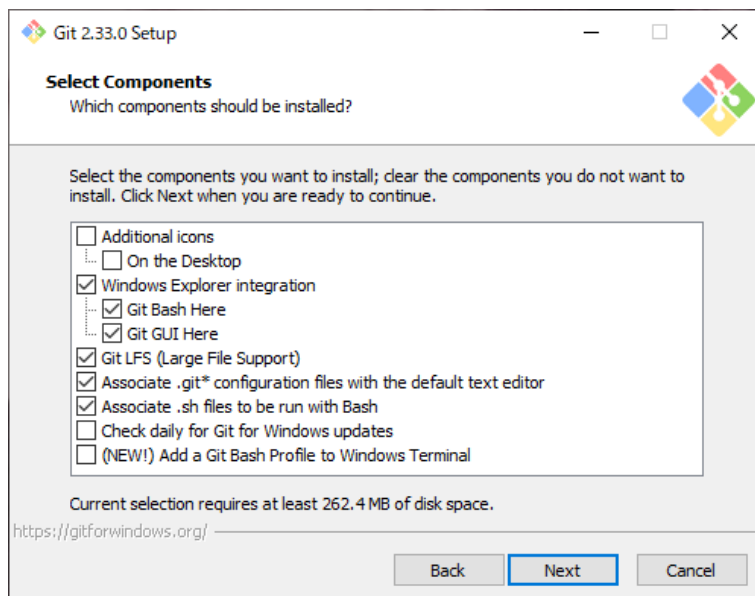 Git 2.33.0 Setup
Select Components
Which components should be installed?
Select the components you want to install; clear the components you do not want to
install. Click Next when you are ready to continue.
Additional icons
On the Desktop
Windows Explorer integration
Git Bash Here
Git GUI Here
Git LFS (Large File Support)
Associate .git* configuration files with the default text editor
Associate .sh files to be run with Bash
Check daily for Git for Windows updates
(NEW!) Add a Git Bash Profile to Windows Terminal
Current selection requires at least 262.4 MB of disk space.
https://gitforwindows.org/
Back Next Cancel